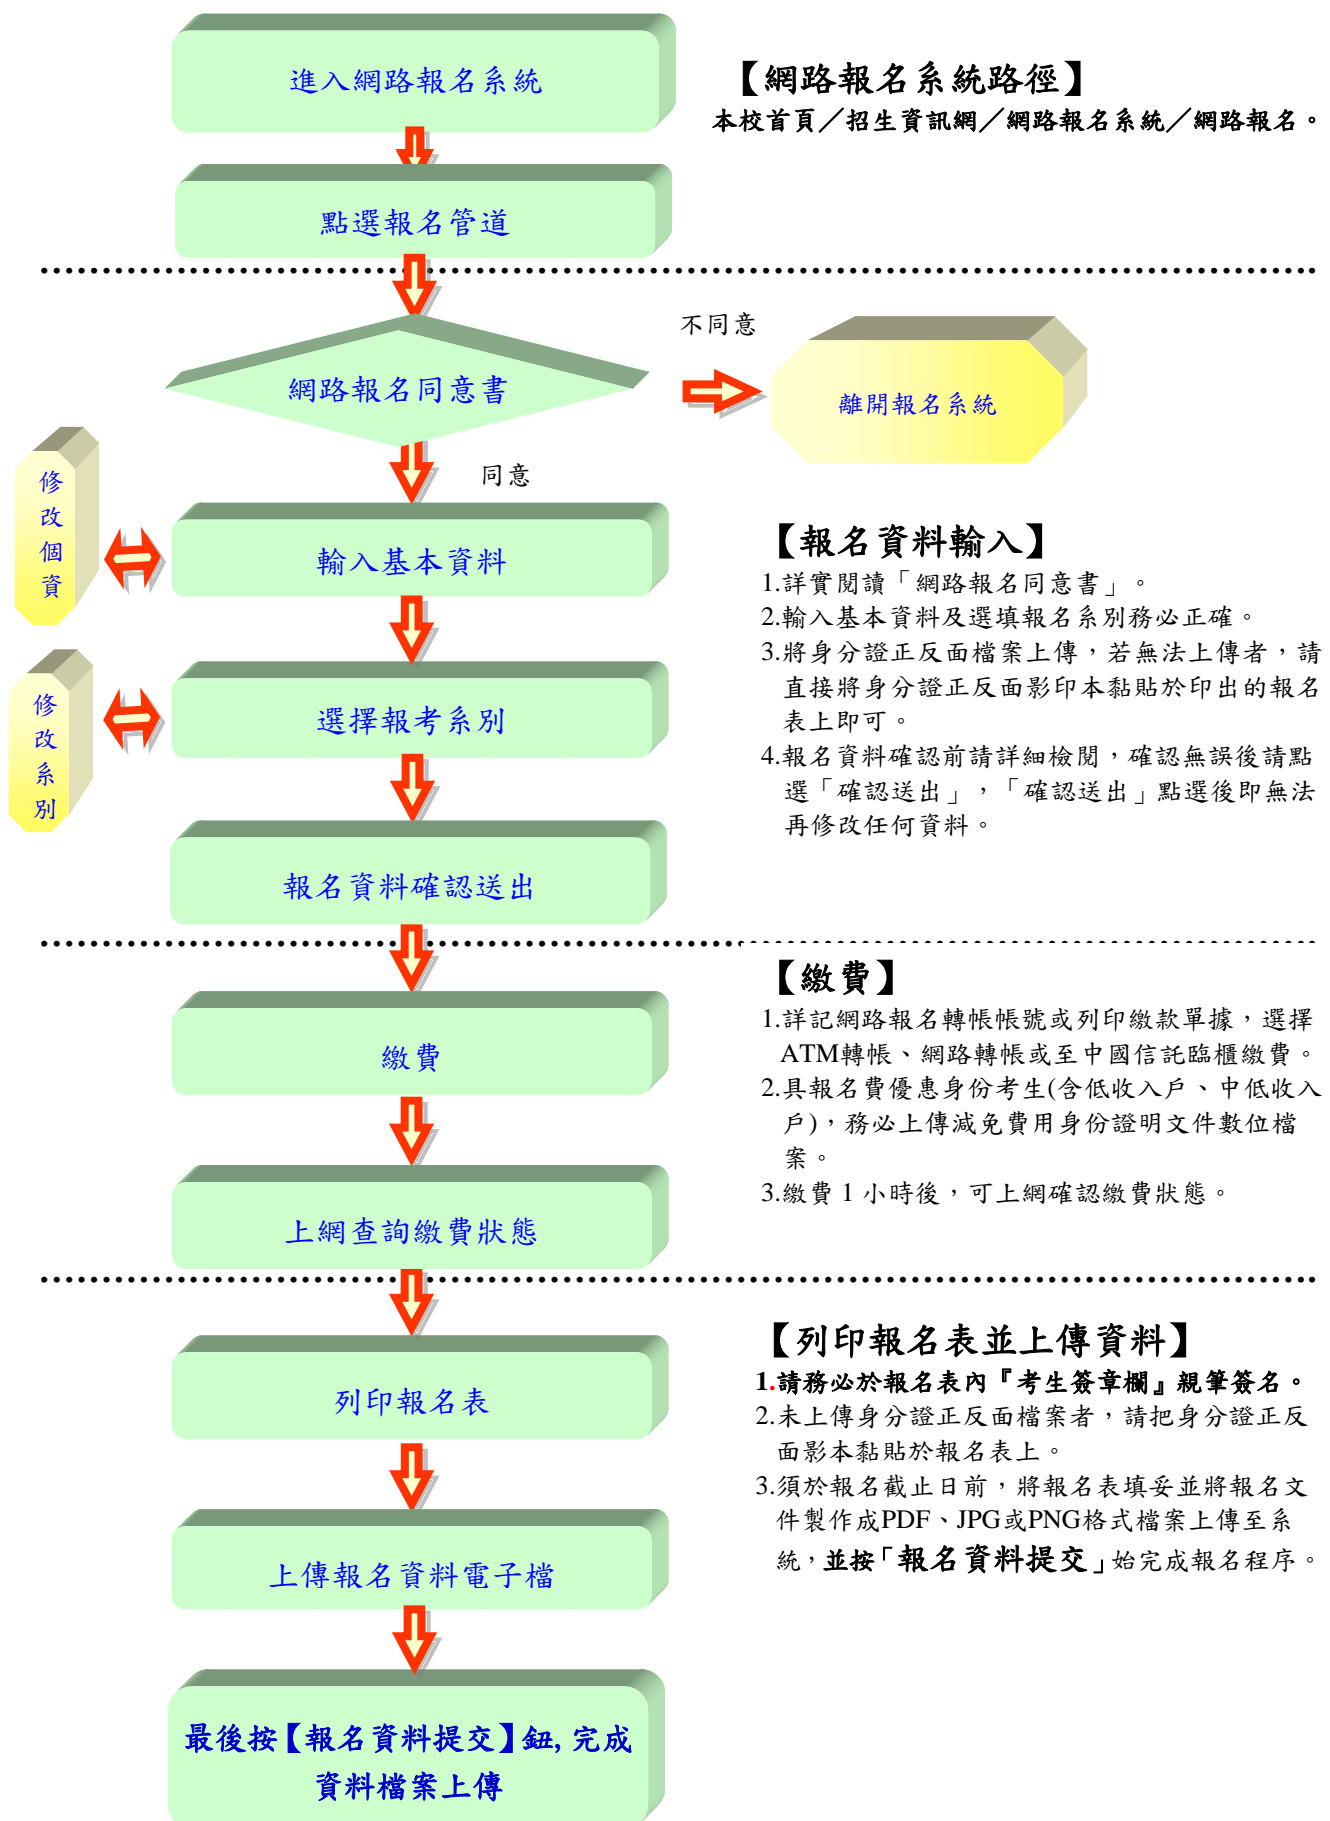 進入網路報名系統
【網路報名系統路徑】
本校首頁／招生資訊網／網路報名系統／網路報名。
點選報名管道
網路報名同意書
不同意
離開報名系統
同意
修
改
個
資
輸入基本資料
修
改
系
別
選擇報考系別
報名資料確認送出
【報名資料輸入】
1.詳實閱讀「網路報名同意書」。
2.輸入基本資料及選填報名系別務必正確。
3.將身分證正反面檔案上傳，若無法上傳者，請
直接將身分證正反面影印本黏貼於印出的報名
表上即可。
4.報名資料確認前請詳細檢閱，確認無誤後請點
選「確認送出」，「確認送出」點選後即無法
再修改任何資料。
繳費
上網查詢繳費狀態
【繳費】
1.詳記網路報名轉帳帳號或列印繳款單據，選擇
ATM轉帳、網路轉帳或至中國信託臨櫃繳費。
2.具報名費優惠身份考生(含低收入戶、中低收入
戶)，務必上傳減免費用身份證明文件數位檔
案。
3.繳費 1 小時後，可上網確認繳費狀態。
列印報名表
上傳報名資料電子檔
最後按【報名資料提交】鈕, 完成
資料檔案上傳
【列印報名表並上傳資料】
1.請務必於報名表內『考生簽章欄』親筆簽名。
2.未上傳身分證正反面檔案者，請把身分證正反
面影本黏貼於報名表上。
3.須於報名截止日前，將報名表填妥並將報名文
件製作成PDF、JPG或PNG格式檔案上傳至系
統，並按「報名資料提交」始完成報名程序。